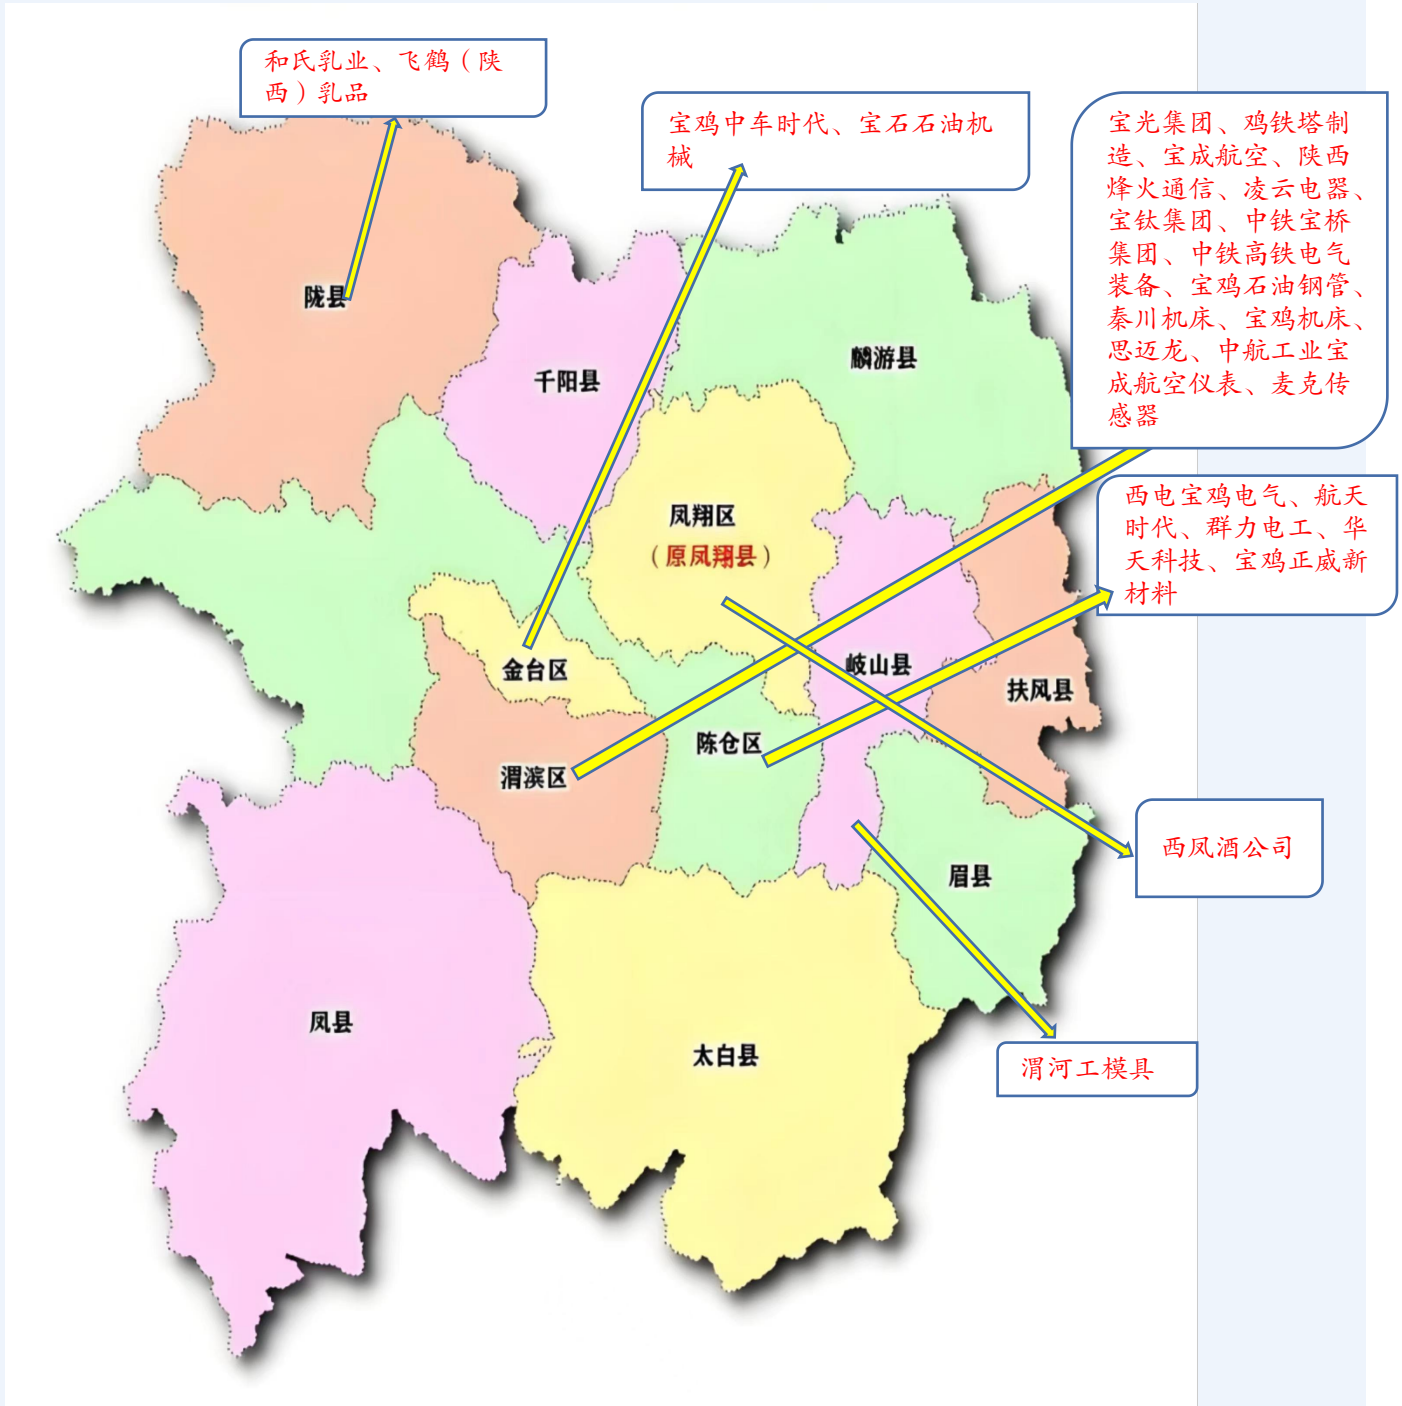 和氏乳业、飞鹤（陕
西）乳品
宝鸡中车时代、宝石石油机
械
宝光集团、鸡铁塔制
造、宝成航空、陕西
烽火通信、凌云电器、
宝钛集团、中铁宝桥
集团、中铁高铁电气
装备、宝鸡石油钢管、
秦川机床、宝鸡机床、
思迈龙、中航工业宝
成航空仪表、麦克传
感器
陇县
千阳县
麟游县
西电宝鸡电气、航天
时代、群力电工、华
天科技、宝鸡正威新
材料
凤翔区
（原凤翔县）
金台区
岐山县
扶风县
陈仓区
渭滨区
西凤酒公司
眉县
凤县
太白县
渭河工模具